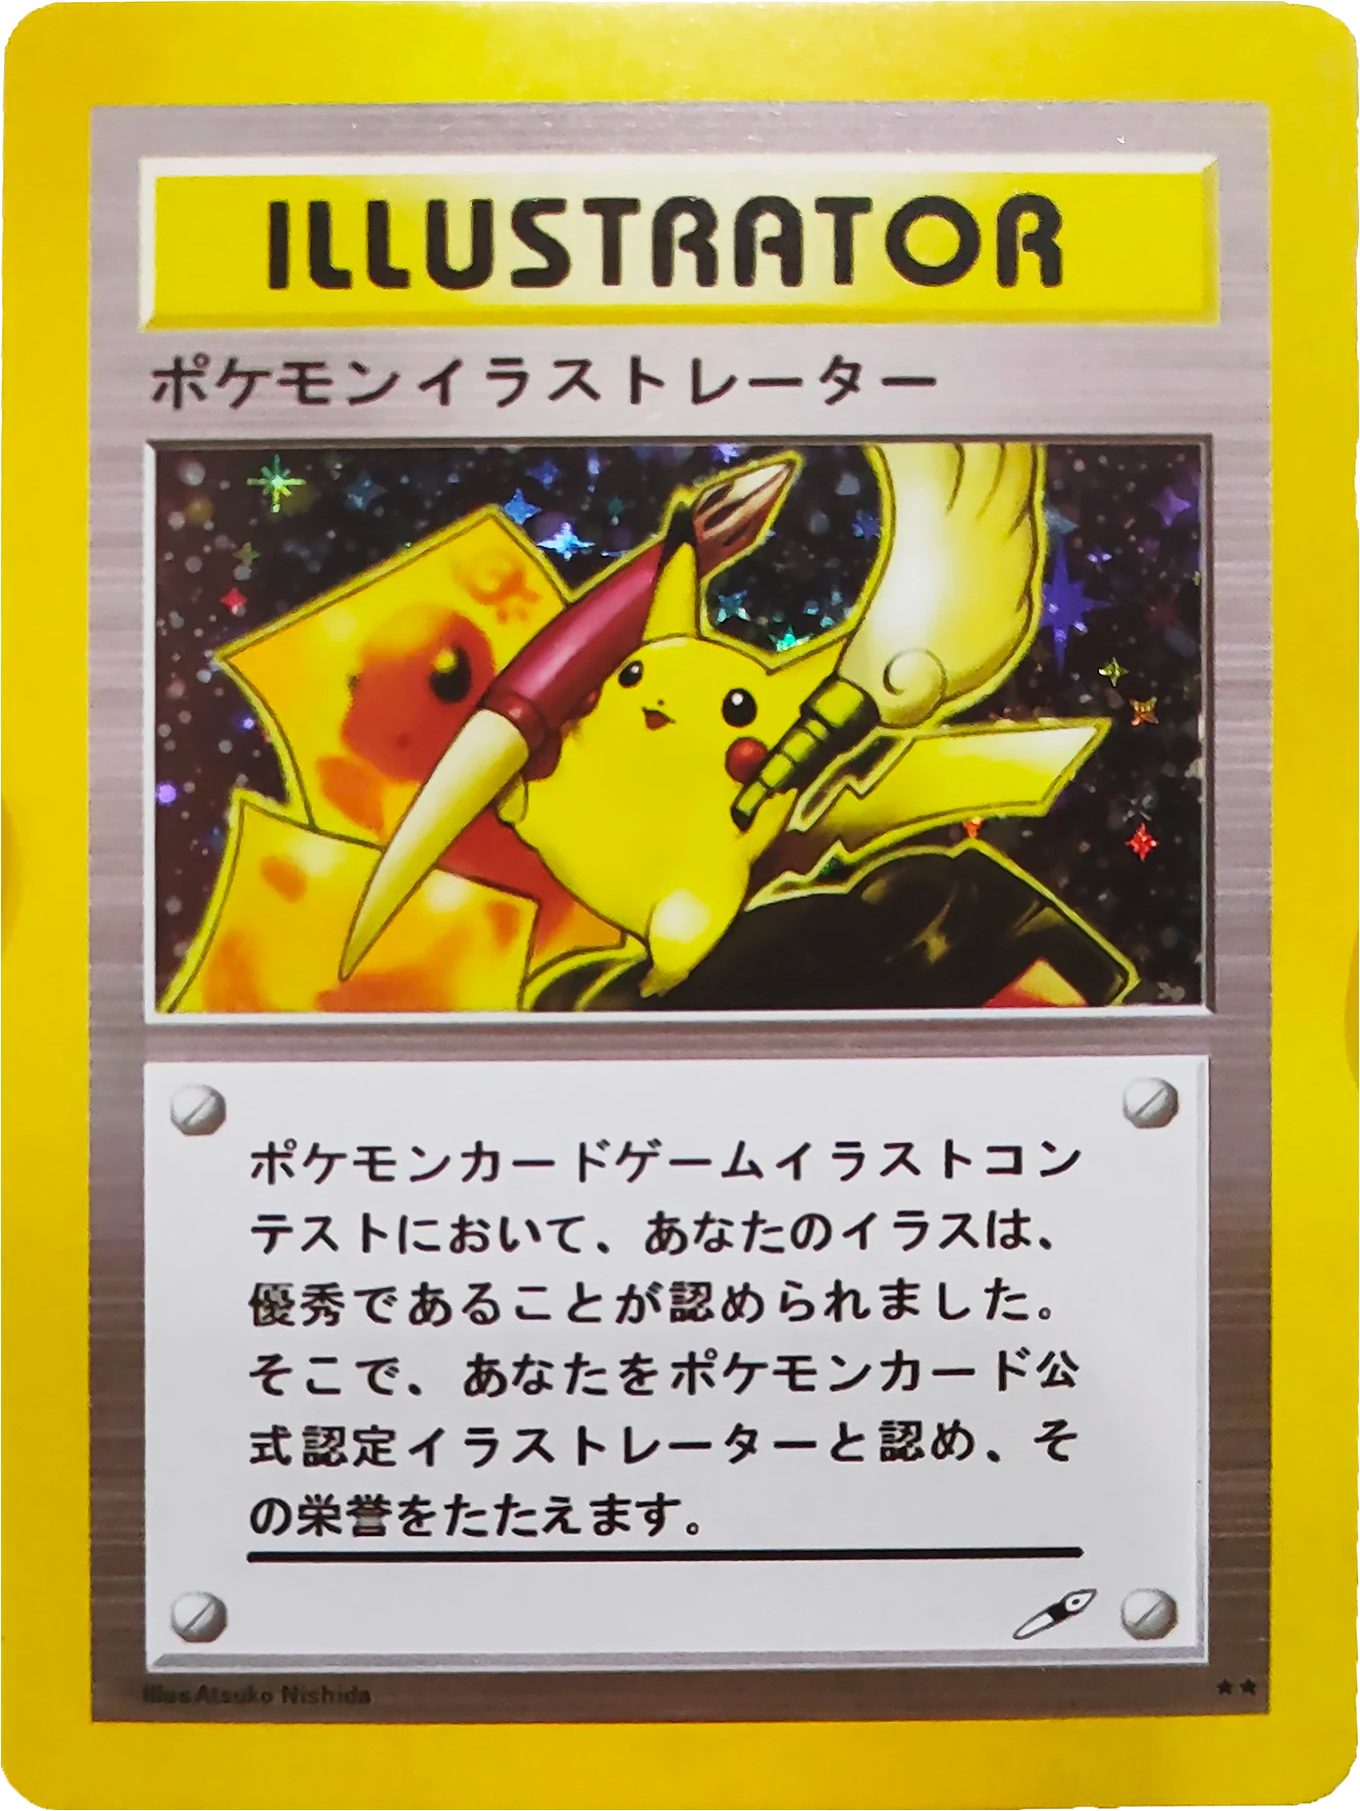 ILLUSTRATOR
ポケモンイラストレーター
ポケモンカードゲームイラストコン
テストにおいて、あなたのイラスは、
優秀であることが認められました。
そこで、あなたをポケモンカード公
式認定イラストレーターと認め、そ
の栄誉をたたえます。
Illus.Atsuko Nishida
★★